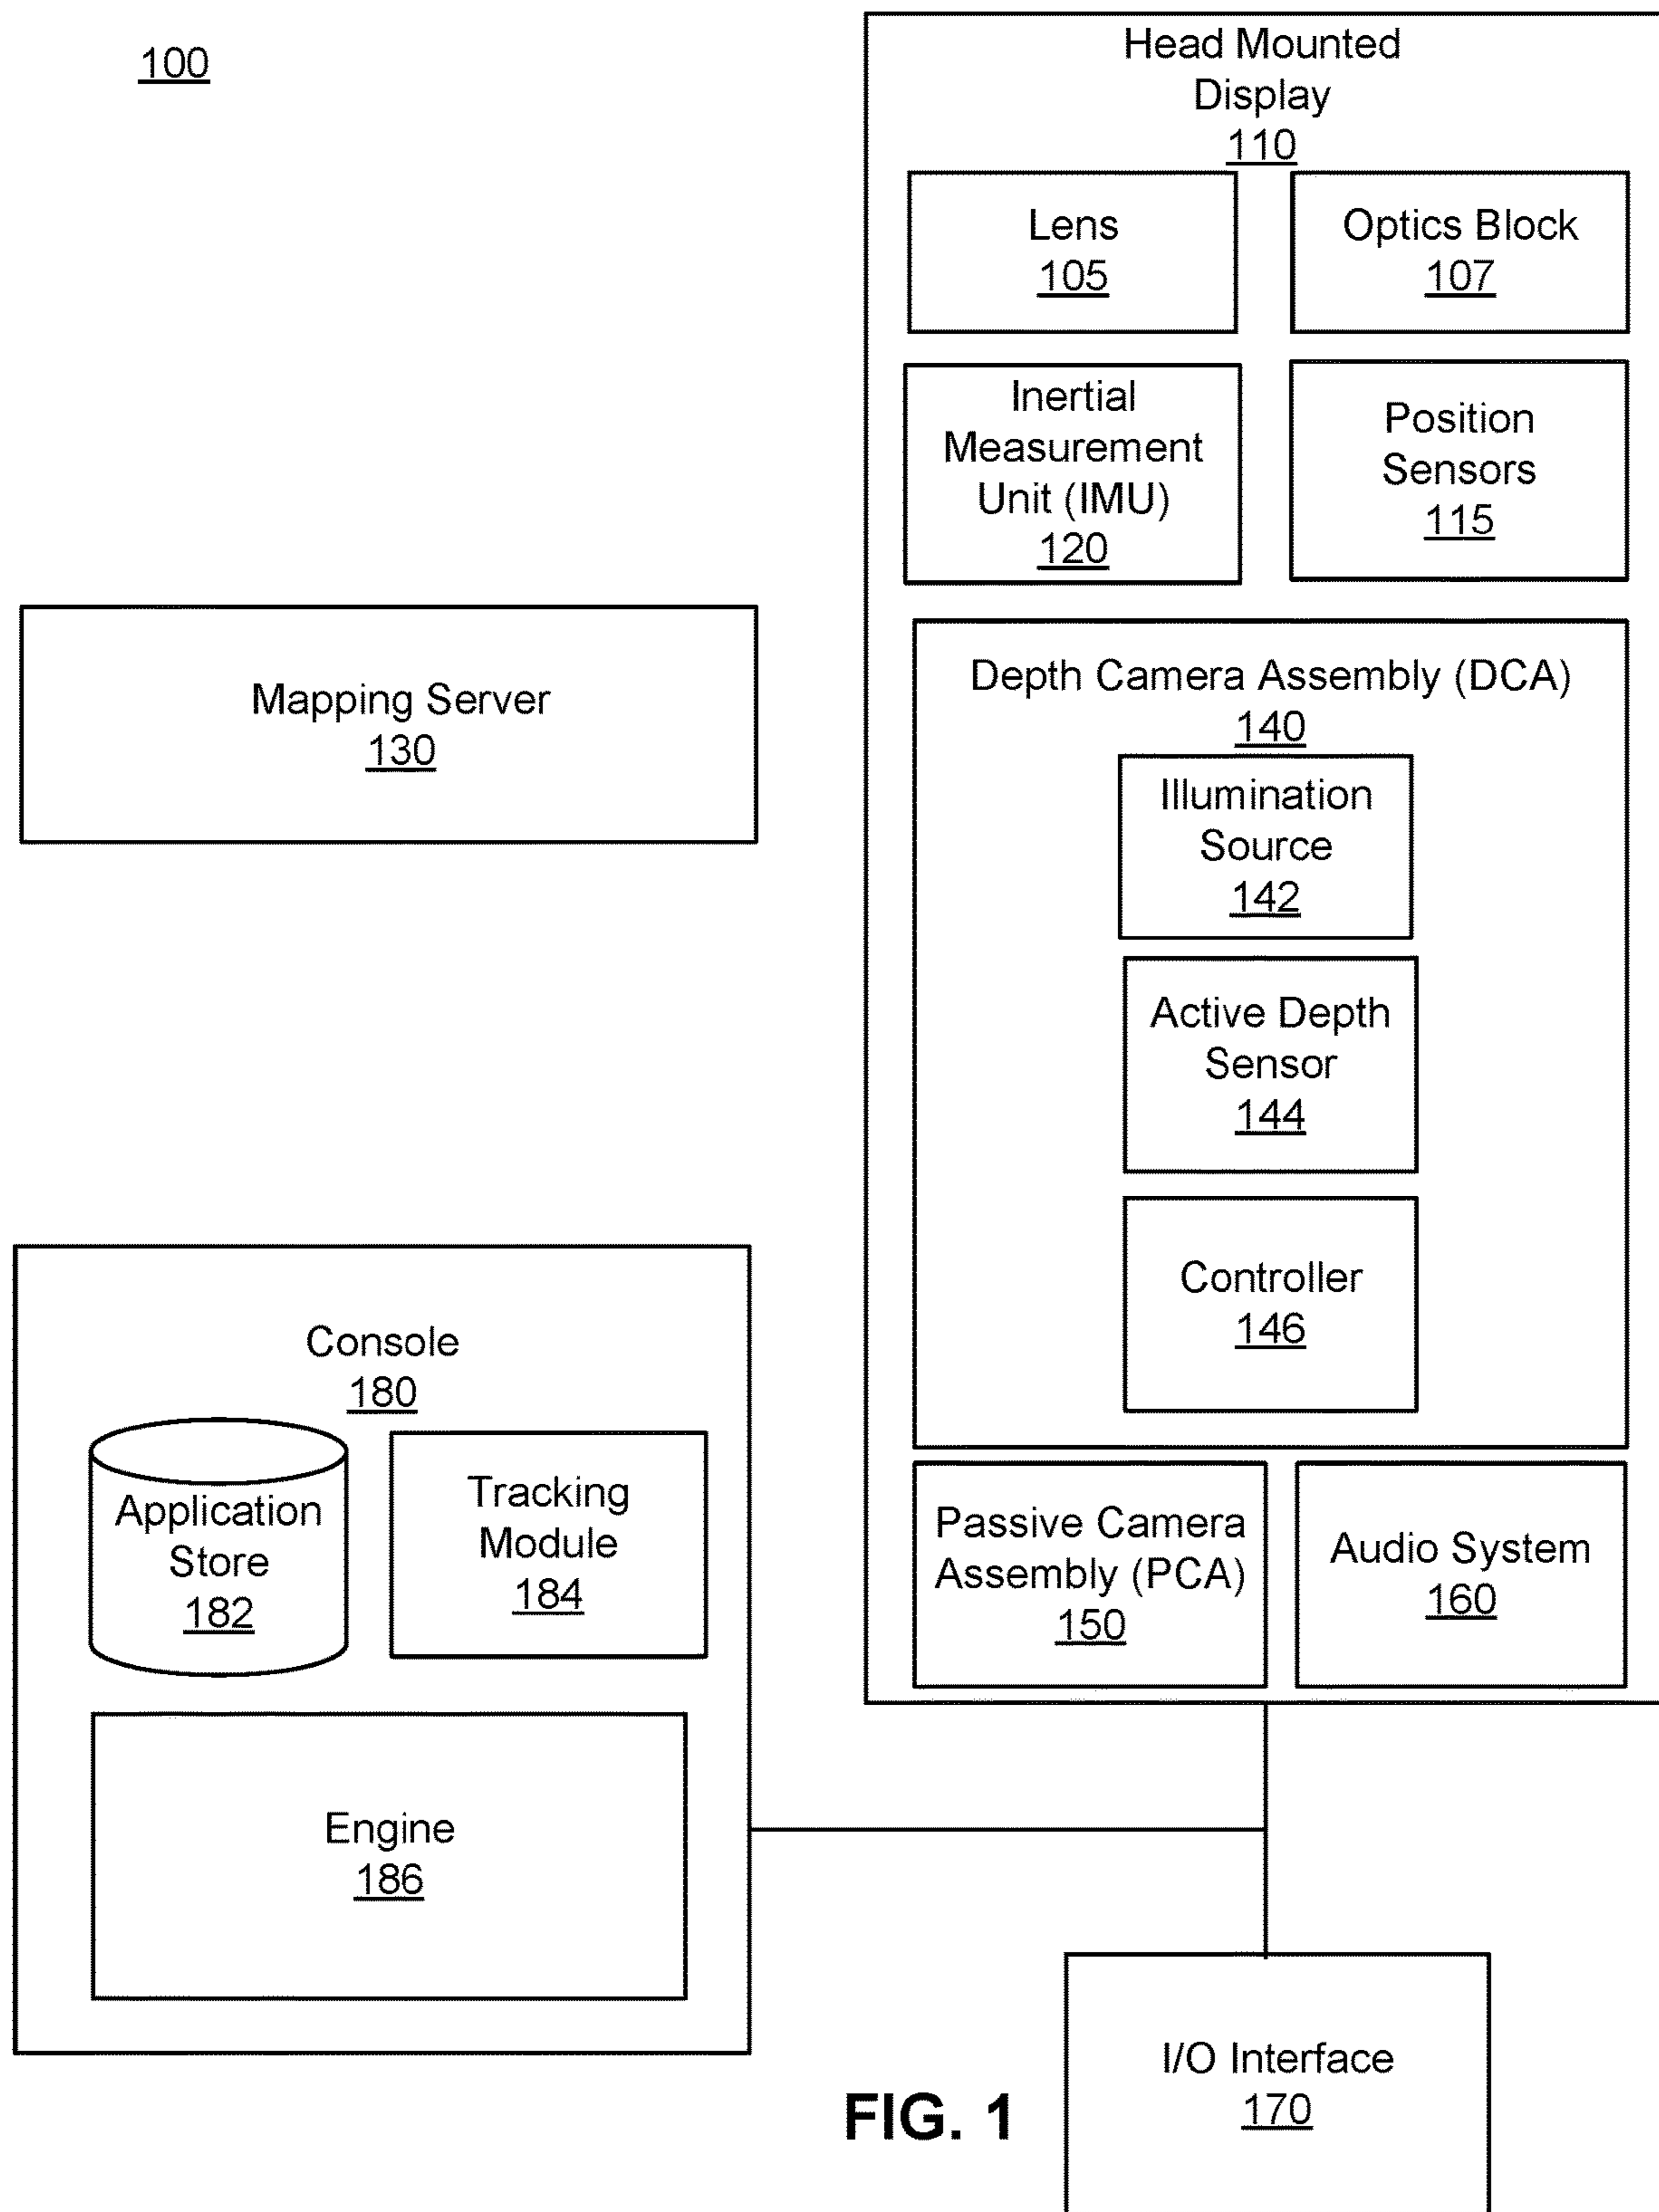 100
Head Mounted
Display
110
Lens
105
Optics Block
107
Inertial
Measurement
Unit (IMU)
120
Position
Sensors
115
Mapping Server
130
Depth Camera Assembly (DCA)
140
Illumination
Source
142
Active Depth
Sensor
144
Controller
146
Console
180
Application
Store
182
Tracking
Module
184
Passive Camera
Assembly (PCA)
150
Audio System
160
Engine
186
I/O Interface
170
FIG. 1